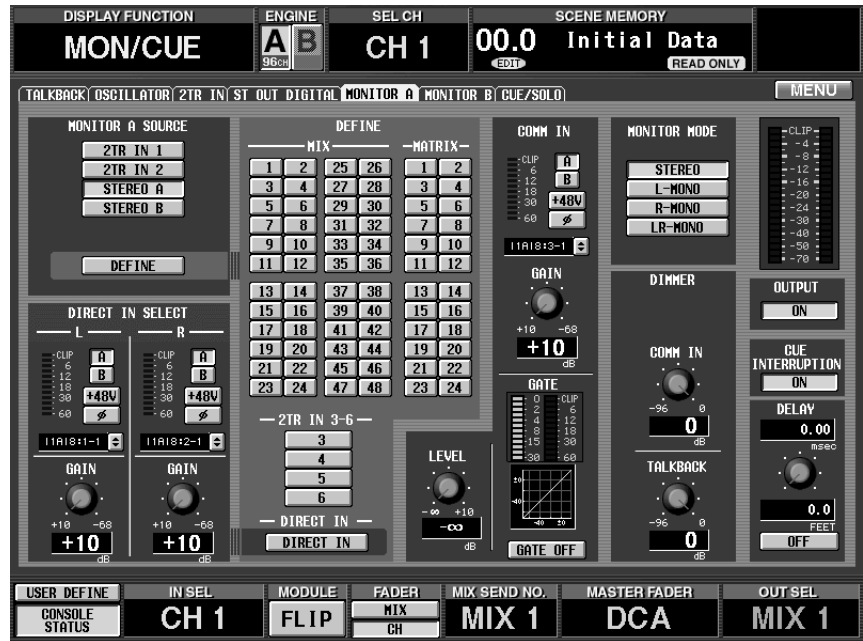 DISPLAY FUNCTION ENGINE SEL CH SCENE MEMORY
MON/CUE A B 96CH CH 1 00.0 EDIT Initial Data READ ONLY
TALKBACK OSCILLATOR 2TR IN ST OUT DIGITAL MONITOR A MONITOR B CUE/SOLO MENU
MONITOR A SOURCE
2TR IN 1
2TR IN 2
STEREO A
STEREO B
DEFINE
DIRECT IN SELECT
L R
CLIP A CLIP A
6 6
12 B 12 B
18 18
30 +48V 30 +48V
60 ø 60 ø
I1A18:1-1 I1A18:2-1
GAIN GAIN
+10 -68 +10 -68
+10 +10
dB dB
DEFINE
MIX MATRIX
1 2 25 26 1 2
3 4 27 28 3 4
5 6 29 30 5 6
7 8 31 32 7 8
9 10 33 34 9 10
11 12 35 36 11 12
13 14 37 38 13 14
15 16 39 40 15 16
17 18 41 42 17 18
19 20 43 44 19 20
21 22 45 46 21 22
23 24 47 48 23 24
2TR IN 3-6
3
4
5
6
DIRECT IN
DIRECT IN
LEVEL
-∞ +10
-∞
dB
COMM IN
CLIP A
6
12 B
18
30 +48V
60 ø
I1A18:3-1
GAIN
+10 -68
+10
dB
GATE
0 CLIP
2 6
4 12
8 18
15 30
30 60
±0
-40
-40 ±0
GATE OFF
MONITOR MODE
STEREO
L-MONO
R-MONO
LR-MONO
DIMMER
COMM IN
-96 0
0
dB
TALKBACK
-96 0
0
dB
CLIP
-4
-8
-12
-16
-20
-24
-30
-40
-50
-70
OUTPUT
ON
CUE
INTERRUPTION
ON
DELAY
0.00
msec
0.0
FEET
OFF
USER DEFINE IN SEL MODULE FADER MIX SEND NO. MASTER FADER OUT SEL
CONSOLE STATUS CH 1 FLIP MIX CH MIX 1 DCA MIX 1